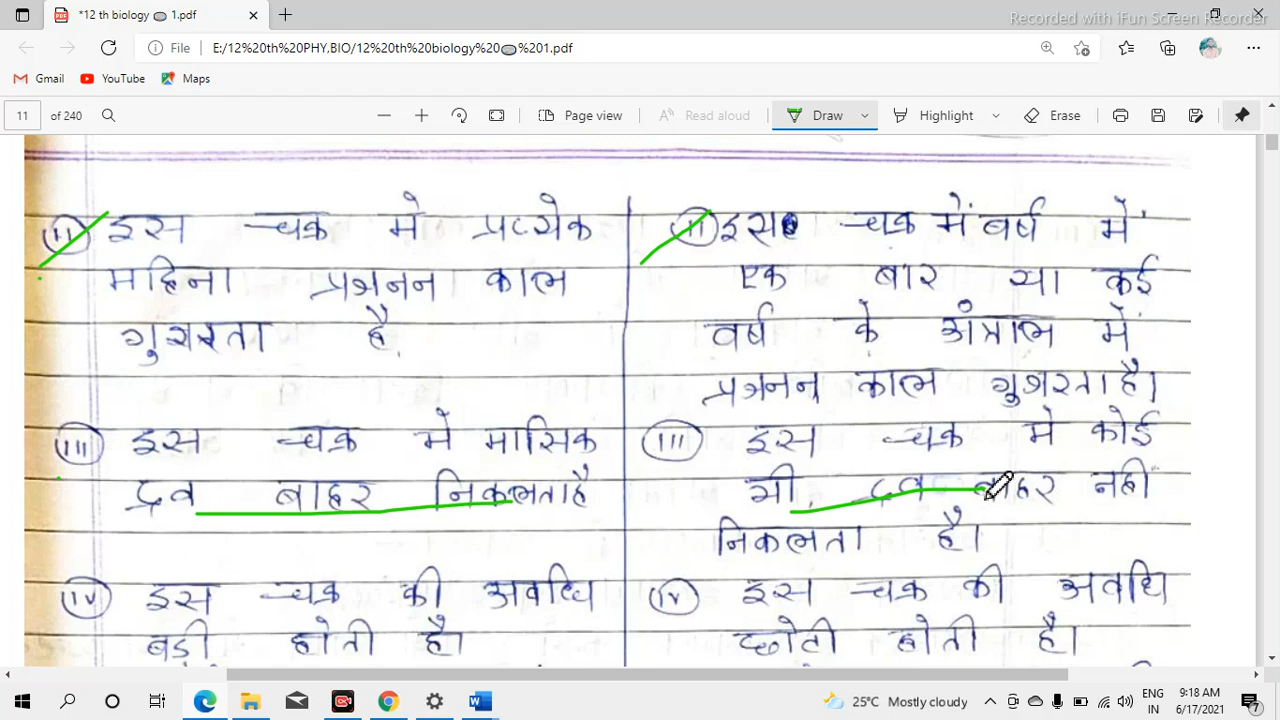 *12 th biology 1.pdf
Recorded with iFun Screen Recorder
File E:/12%20th%20PHY,BIO/12%20th%20biology%20%201.pdf
Gmail YouTube Maps
11 of 240 Page view Read aloud Draw Highlight Erase
(ii) इस चक्र मे प्रत्येक
महिना प्रजनन काल
गुजरता है
(iii) इस चक्र में मासिक
द्रव बाहर निकलता है
(iv) इस चक्र की अवधि
बड़ी होती है।
(ii) इस चक्र में वर्ष में
एक बार या कई
वर्ष के अंत्राल में
प्रजनन काल गुजरता है।
(iii) इस चक्र मे कोई
भी द्रव बाहर नहीं
निकलता है।
(iv) इस चक्र की अवधि
छोटी होती है।
25°C Mostly cloudy
ENG
IN
9:18 AM
6/17/2021
7